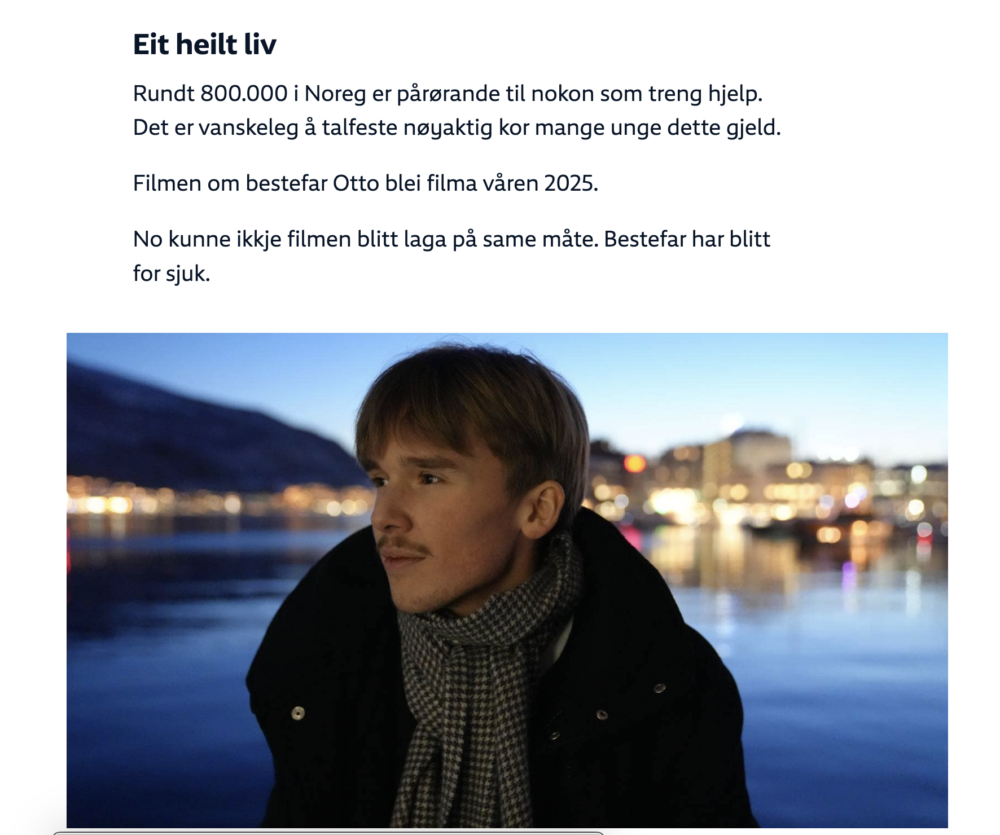 Eit heilt liv
Rundt 800.000 i Noreg er pårørande til nokon som treng hjelp.
Det er vanskeleg å talfeste nøyaktig kor mange unge dette gjeld.
Filmen om bestefar Otto blei filma våren 2025.
No kunne ikkje filmen blitt laga på same måte. Bestefar har blitt
for sjuk.